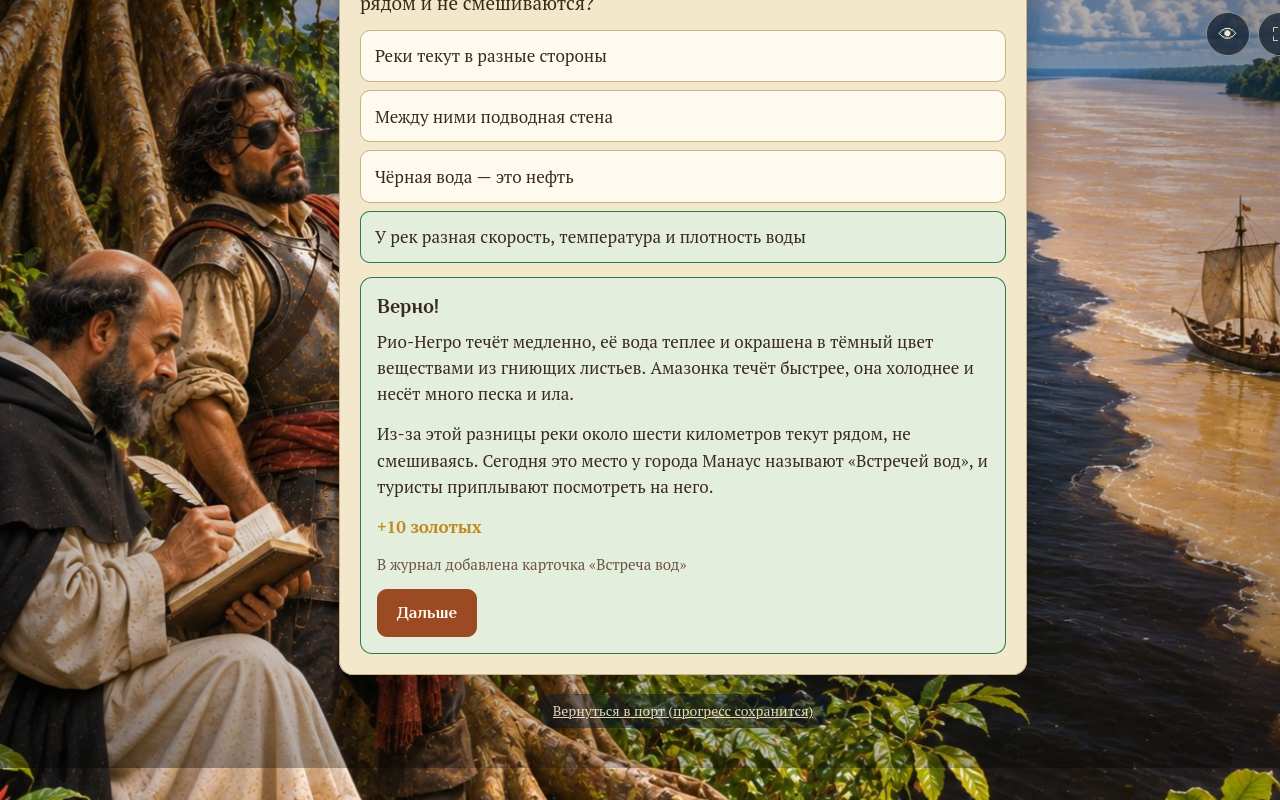 рядом и не смешиваются?
Реки текут в разные стороны
Между ними подводная стена
Чёрная вода — это нефть
У рек разная скорость, температура и плотность воды
Верно!
Рио-Негро течёт медленно, её вода теплее и окрашена в тёмный цвет
веществами из гниющих листьев. Амазонка течёт быстрее, она холоднее и
несёт много песка и ила.
Из-за этой разницы реки около шести километров текут рядом, не
смешиваясь. Сегодня это место у города Манаус называют «Встречей вод», и
туристы приплывают посмотреть на него.
+10 золотых
В журнал добавлена карточка «Встреча вод»
Дальше
Вернуться в порт (прогресс сохранится)